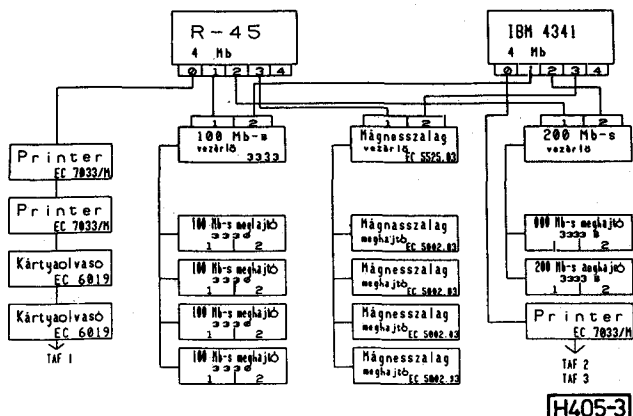 R-45
4 Mb
0 1 2 3 4
IBM 4341
4 Mb
0 1 2 3 4
1 2
100 Mb-s
vezérlő
3333
1 2
Mágnesszalag
vezérlő
EC 5525.03
1 2
200 Mb-s
vezérlő
Printer
EC 7033/M
Printer
EC 7033/M
Kártyaolvasó
EC 6019
Kártyaolvasó
EC 6019
TAF 1
100 Mb-s meghajtó
1 2
100 Mb-s meghajtó
1 2
100 Mb-s meghajtó
1 2
100 Mb-s meghajtó
1 2
Mágnesszalag
meghajtó
EC 5002.03
Mágnesszalag
meghajtó
EC 5002.03
Mágnesszalag
meghajtó
EC 5002.03
Mágnesszalag
meghajtó
EC 5002.03
Mb-s meghajtó
3333
1 2
200 Mb-s
3333
1 2
Printer
EC 7033/M
TAF 2
TAF 3
H405-3